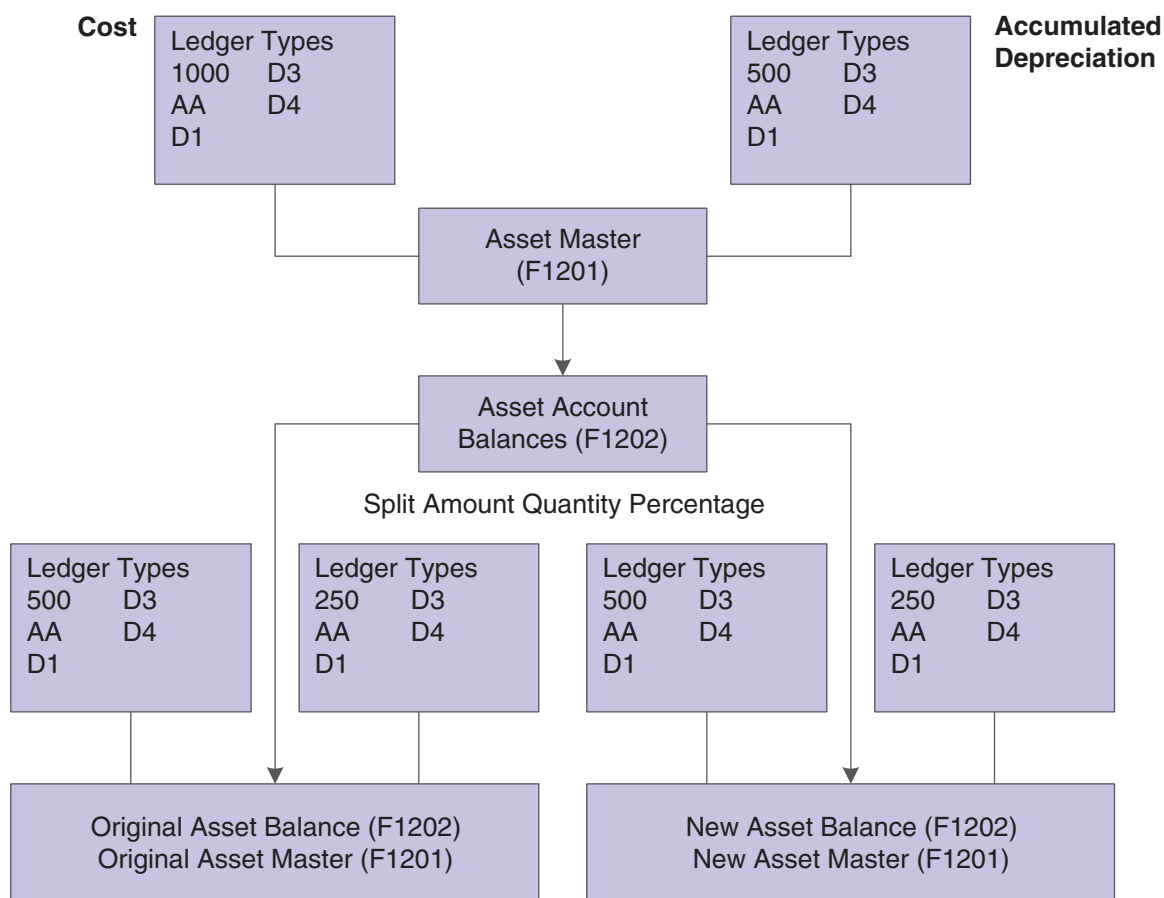 Cost
Ledger Types
1000 D3
AA D4
D1
Ledger Types
500 D3
AA D4
D1
Accumulated
Depreciation
Asset Master
(F1201)
Asset Account
Balances (F1202)
Split Amount Quantity Percentage
Ledger Types
500 D3
AA D4
D1
Ledger Types
250 D3
AA D4
D1
Ledger Types
500 D3
AA D4
D1
Ledger Types
250 D3
AA D4
D1
Original Asset Balance (F1202)
Original Asset Master (F1201)
New Asset Balance (F1202)
New Asset Master (F1201)